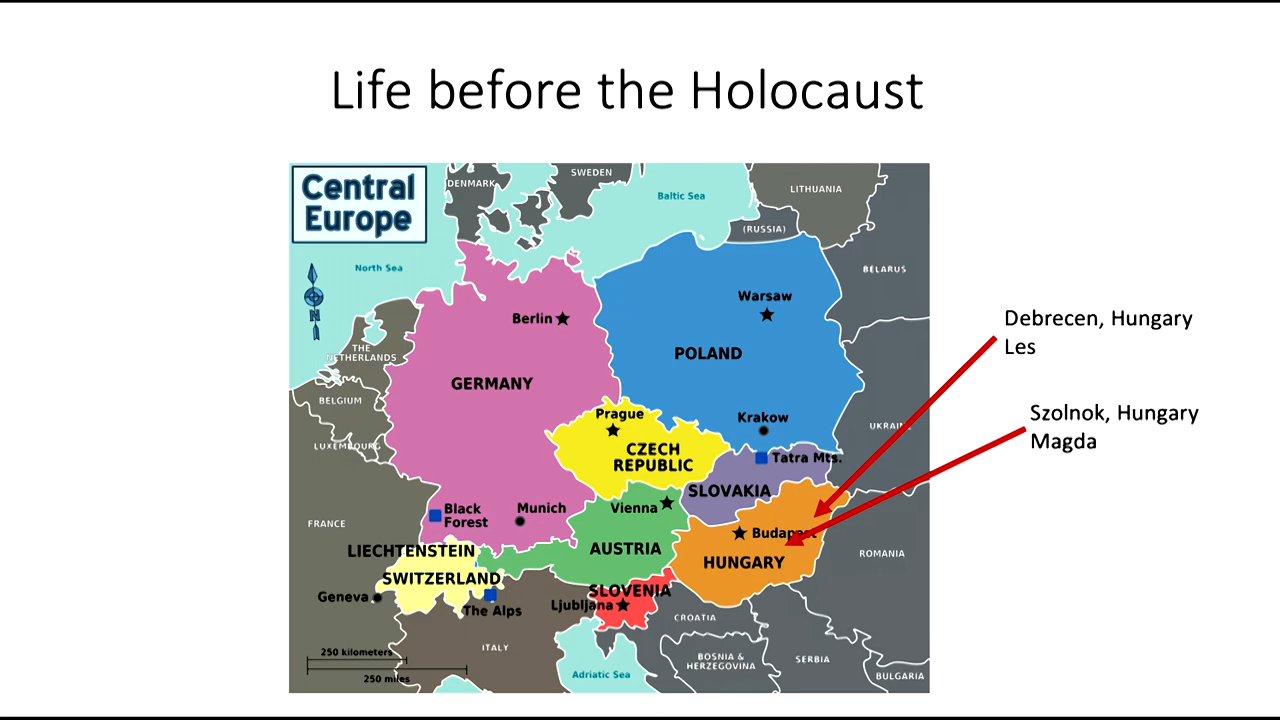 Life before the Holocaust
Central
Europe
DENMARK
SWEDEN
Baltic Sea
LITHUANIA
(RUSSIA)
North Sea
BELARUS
N
Warsaw
Berlin
Debrecen, Hungary
Les
THE
NETHERLANDS
POLAND
GERMANY
BELGIUM
Prague
Krakow
Szolnok, Hungary
Magda
UKRAINE
LUXEMBOURG
CZECH
REPUBLIC
Tatra Mts.
SLOVAKIA
Black
Forest
Munich
Vienna
FRANCE
Budapest
LIECHTENSTEIN
AUSTRIA
ROMANIA
HUNGARY
SWITZERLAND
SLOVENIA
Geneva
The Alps
Ljubljana
CROATIA
ITALY
250 kilometers
BOSNIA &
HERZEGOVINA
SERBIA
Adriatic Sea
250 miles
BULGARIA